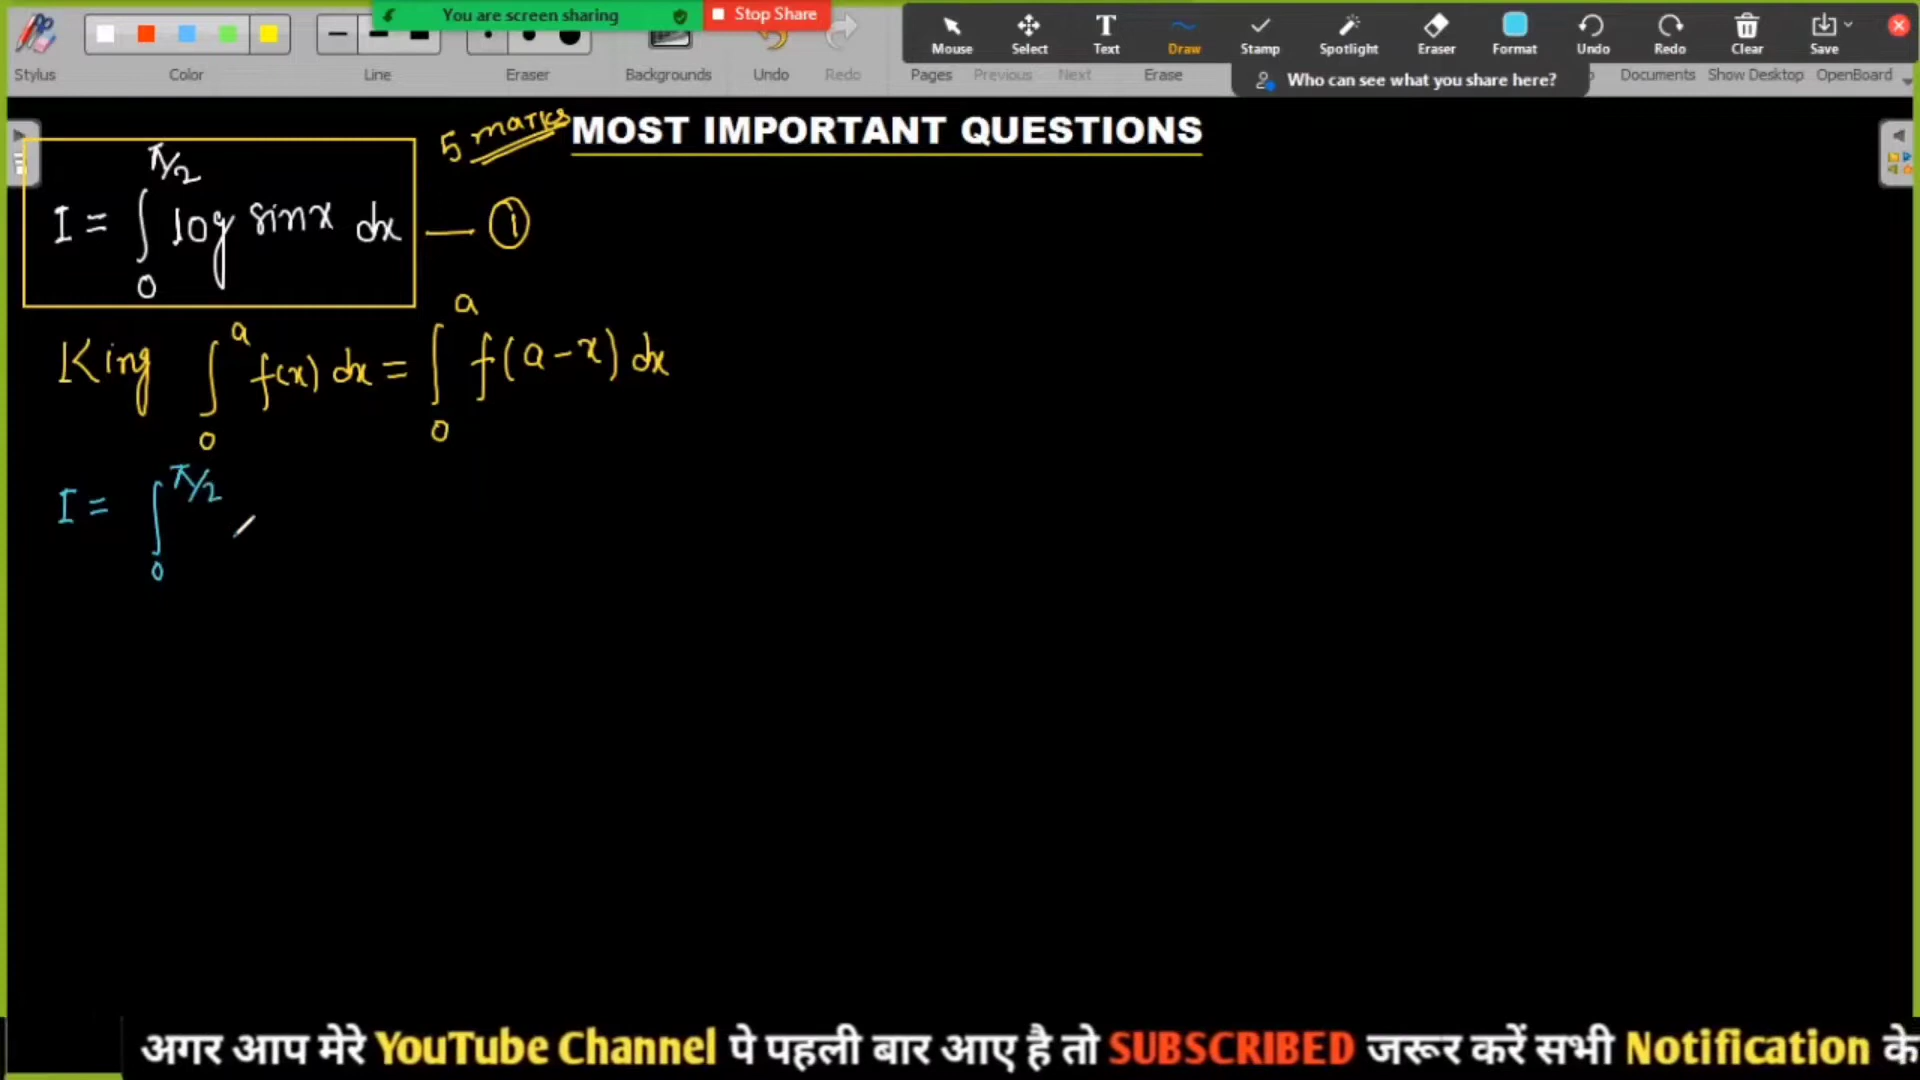 You are screen sharing
Stop Share
Mouse Select Text Draw Stamp Spotlight Eraser Format Undo Redo Clear Save
Stylus Color Line Eraser Backgrounds Undo Redo Pages Previous Next Erase Documents Show Desktop OpenBoard
Who can see what you share here?
5 marks MOST IMPORTANT QUESTIONS
I = ∫₀^{π/2} log sinx dx — ①
King ∫₀^a f(x) dx = ∫₀^a f(a-x) dx
I = ∫₀^{π/2}
अगर आप मेरे YouTube Channel पे पहली बार आए है तो SUBSCRIBED जरूर करें सभी Notification के